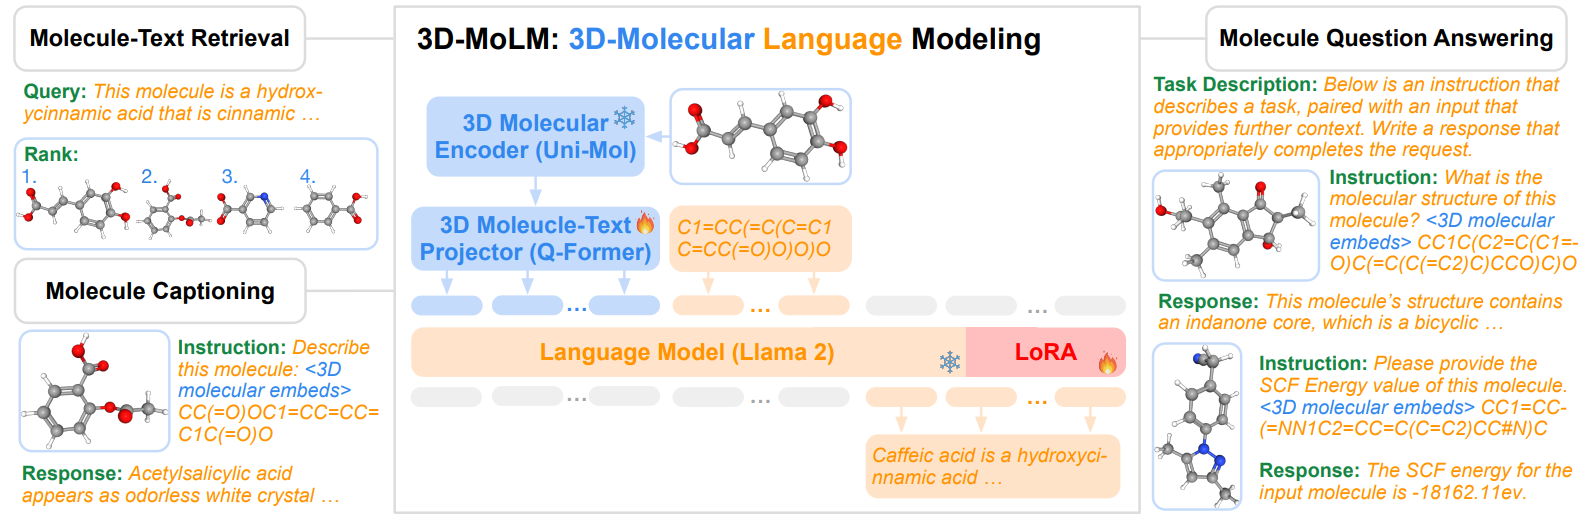 Molecule-Text Retrieval
Query: This molecule is a hydrox-
ycinnamic acid that is cinnamic ...
Rank:
1.
2.
3.
4.
Molecule Captioning
Instruction: Describe
this molecule: <3D
molecular embeds>
CC(=O)OC1=CC=CC=
C1C(=O)O
Response: Acetylsalicylic acid
appears as odorless white crystal ...
3D-MoLM: 3D-Molecular Language Modeling
3D Molecular
Encoder (Uni-Mol)
3D Moleucle-Text
Projector (Q-Former)
C1=CC(=C(C=C1
C=CC(=O)O)O)O
...
...
...
Language Model (Llama 2)
LoRA
...
...
...
Caffeic acid is a hydroxyci-
nnamic acid ...
Molecule Question Answering
Task Description: Below is an instruction that
describes a task, paired with an input that
provides further context. Write a response that
appropriately completes the request.
Instruction: What is the
molecular structure of this
molecule? <3D molecular
embeds> CC1C(C2=C(C1=-
O)C(=C(C(=C2)C)CCO)C)O
Response: This molecule's structure contains
an indanone core, which is a bicyclic ...
Instruction: Please provide the
SCF Energy value of this molecule.
<3D molecular embeds> CC1=CC-
(=NN1C2=CC=C(C=C2)CC#N)C
Response: The SCF energy for the
input molecule is -18162.11ev.